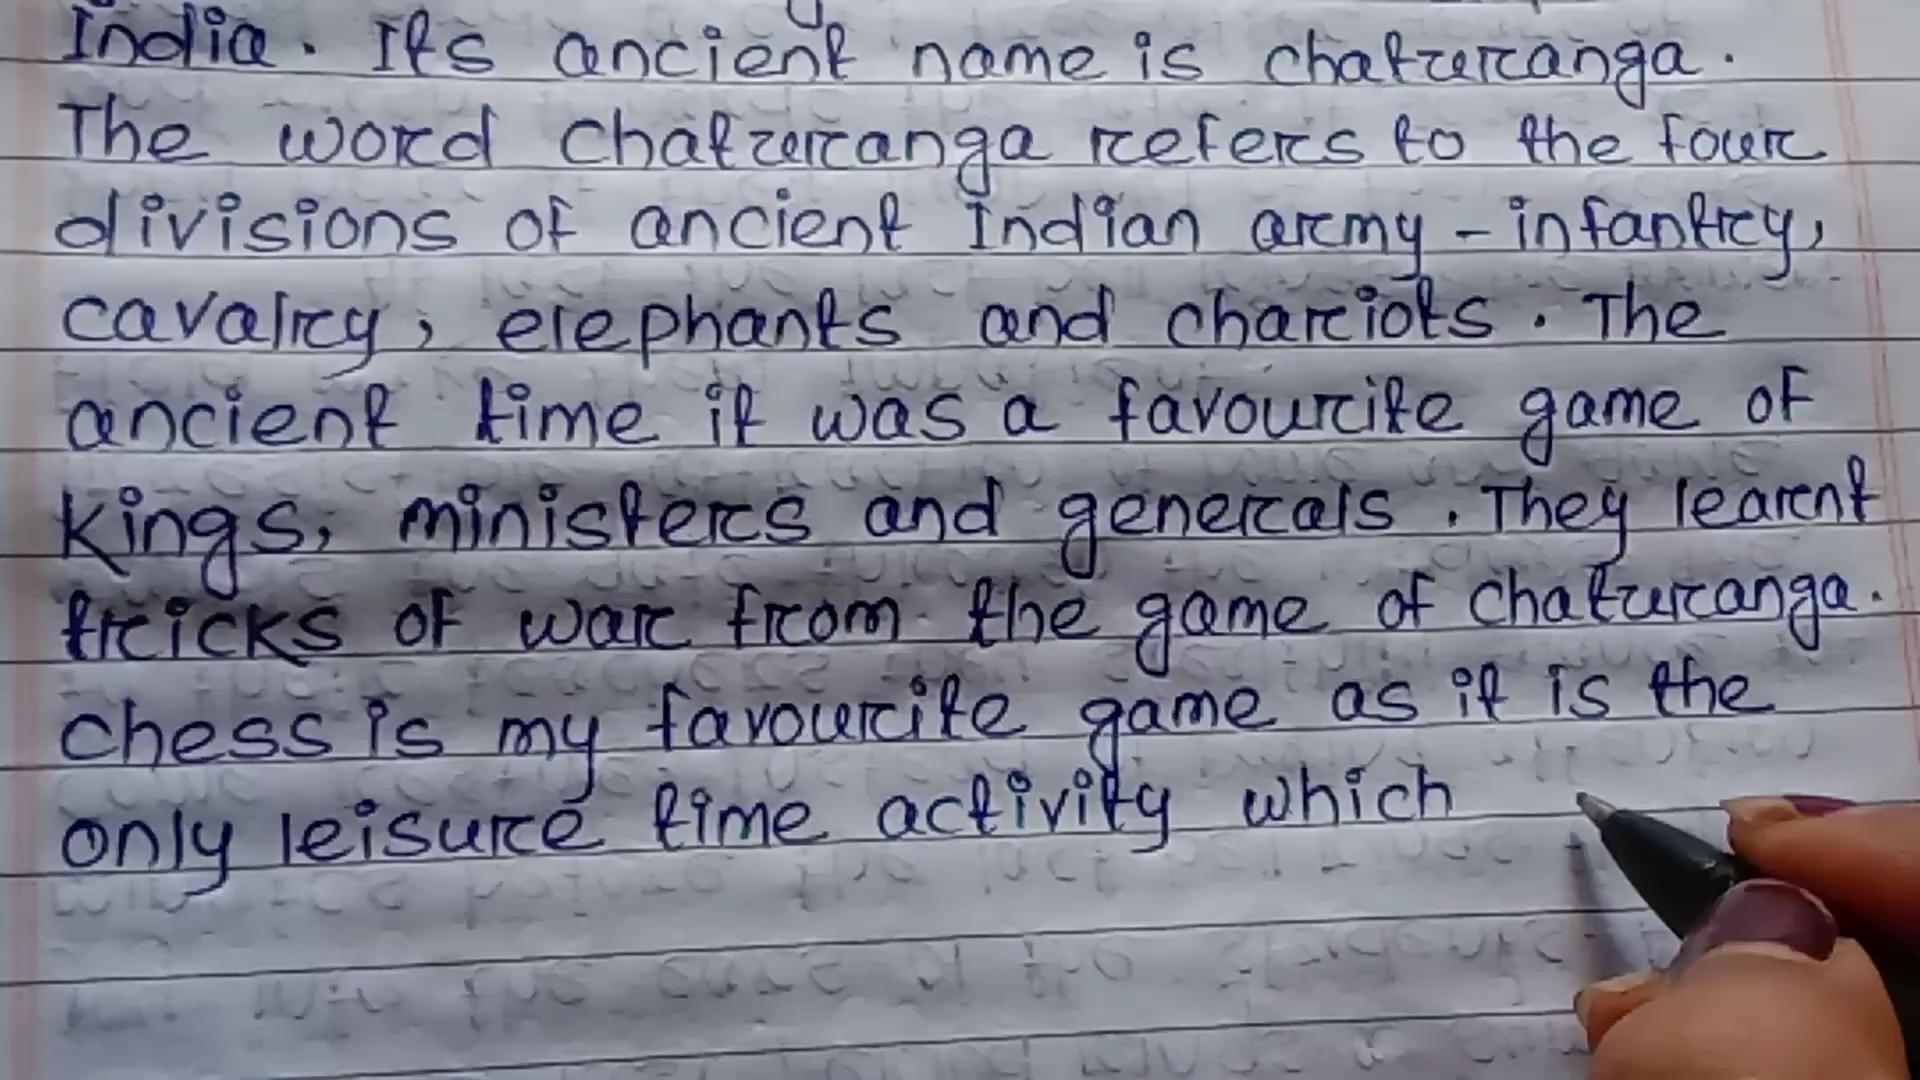 India. Its ancient name is chaturanga.
The word chaturanga refers to the four
divisions of ancient Indian army - infantry,
cavalry, elephants and chariots. The
ancient time it was a favourite game of
Kings, ministers and generals. They learnt
tricks of war from the game of chaturanga.
chess is my favourite game as it is the
only leisure time activity which